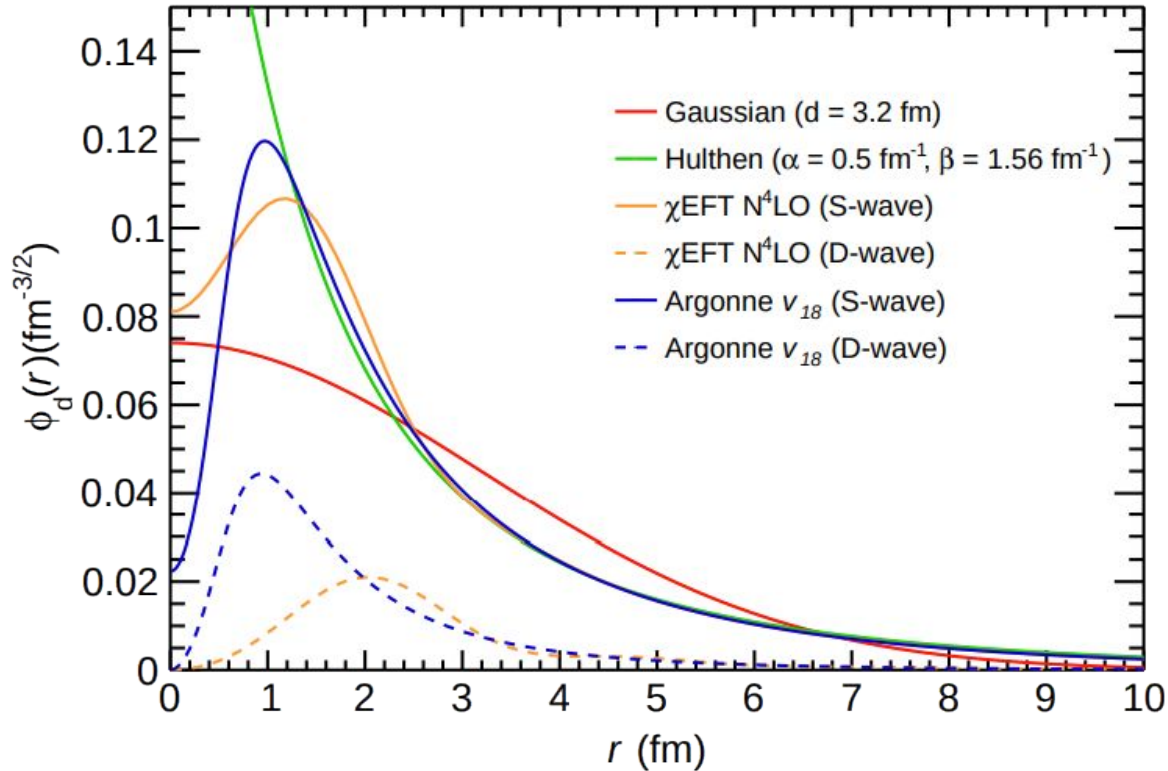 0.14
0.12
0.1
0.08
0.06
0.04
0.02
0
ϕd(r)(fm⁻³ᐟ²)
Gaussian (d = 3.2 fm)
Hulthen (α = 0.5 fm⁻¹, β = 1.56 fm⁻¹)
χEFT N⁴LO (S-wave)
χEFT N⁴LO (D-wave)
Argonne v₁₈ (S-wave)
Argonne v₁₈ (D-wave)
0 1 2 3 4 5 6 7 8 9 10
r (fm)